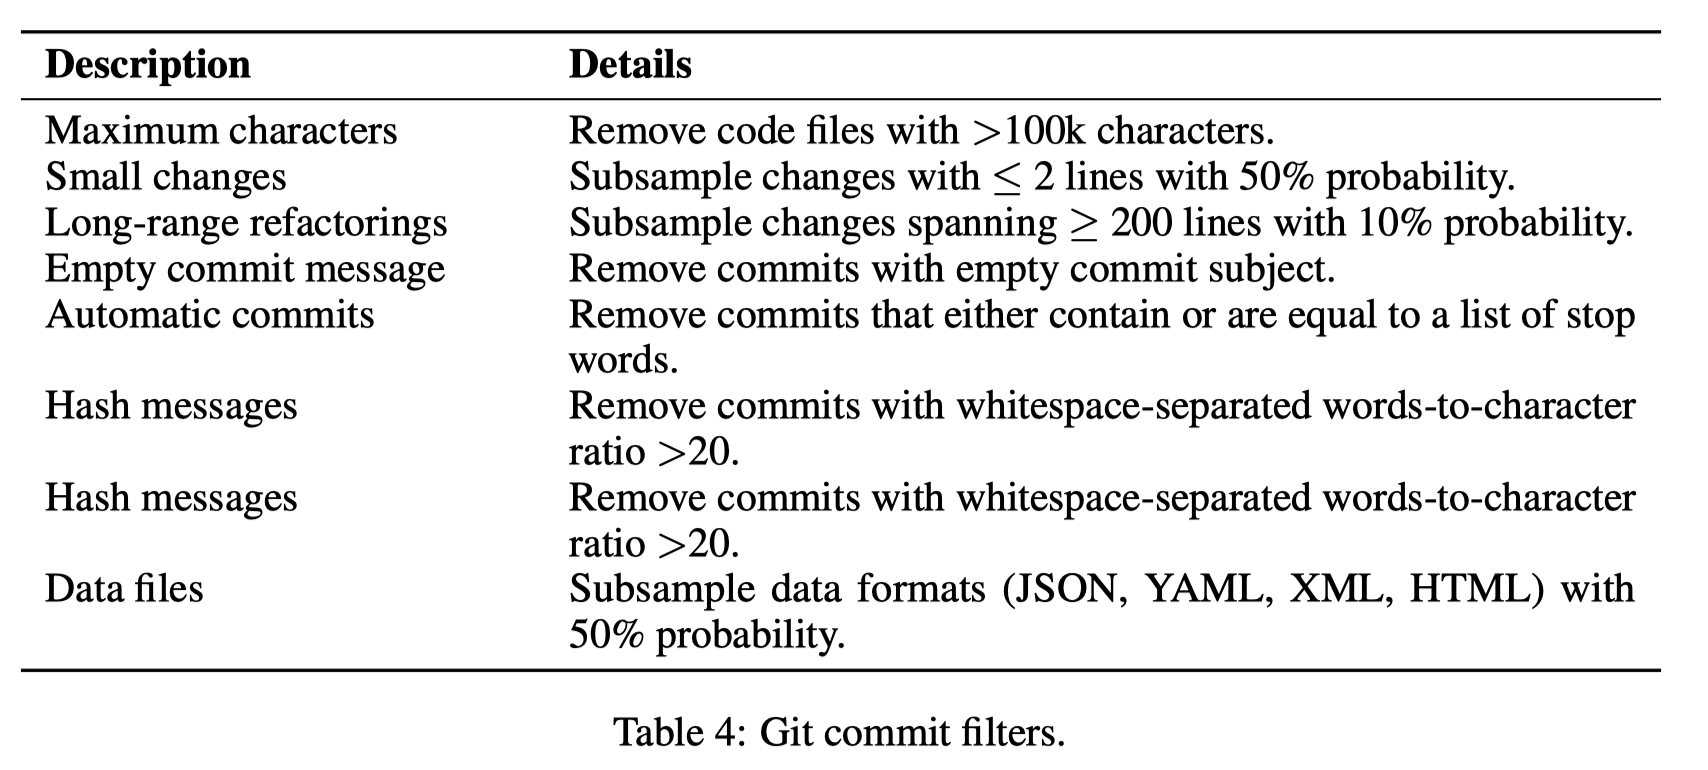 Description Details
Maximum characters Remove code files with >100k characters.
Small changes Subsample changes with ≤ 2 lines with 50% probability.
Long-range refactorings Subsample changes spanning ≥ 200 lines with 10% probability.
Empty commit message Remove commits with empty commit subject.
Automatic commits Remove commits that either contain or are equal to a list of stop
words.
Hash messages Remove commits with whitespace-separated words-to-character
ratio >20.
Hash messages Remove commits with whitespace-separated words-to-character
ratio >20.
Data files Subsample data formats (JSON, YAML, XML, HTML) with
50% probability.
Table 4: Git commit filters.